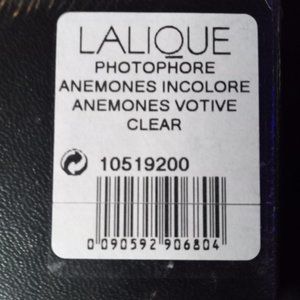 LALIQUE
PHOTOPHORE
ANEMONES INCOLORE
ANEMONES VOTIVE
CLEAR
10519200
0 090592 906804